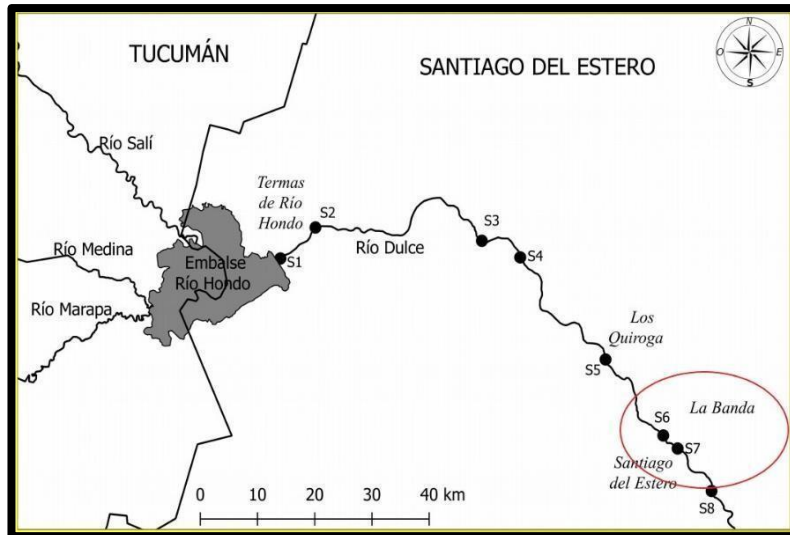 TUCUMÁN
SANTIAGO DEL ESTERO
N
O
E
S
Río Salí
Termas
de Río
Hondo
S2
S3
Río Medina
Embalse
Río Hondo
S1
Río Dulce
S4
Río Marapa
Los
Quiroga
S5
La Banda
S6
S7
Santiago
del Estero
S8
0 10 20 30 40 km